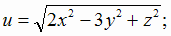 u = √(2x² − 3y² + z²);